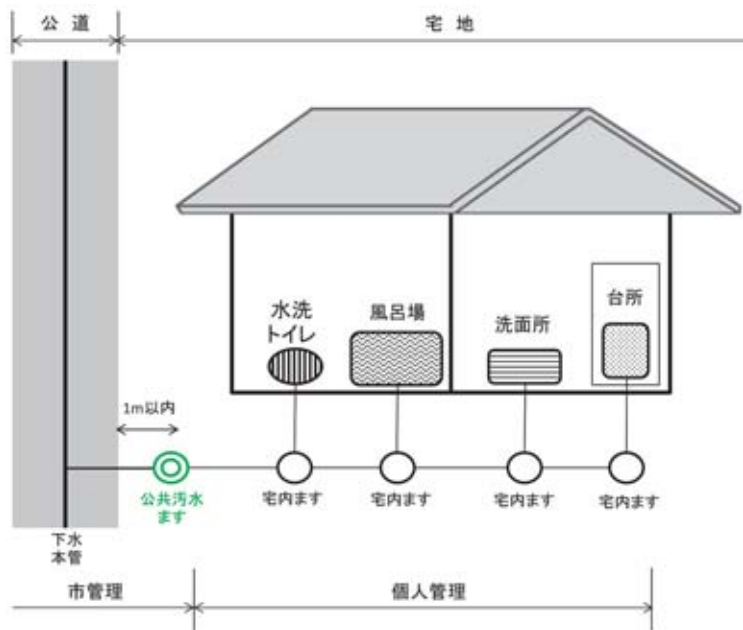 公道
宅地
水洗
トイレ
風呂場
洗面所
台所
1m以内
公共汚水
ます
宅内ます
宅内ます
宅内ます
宅内ます
下水
本管
市管理
個人管理